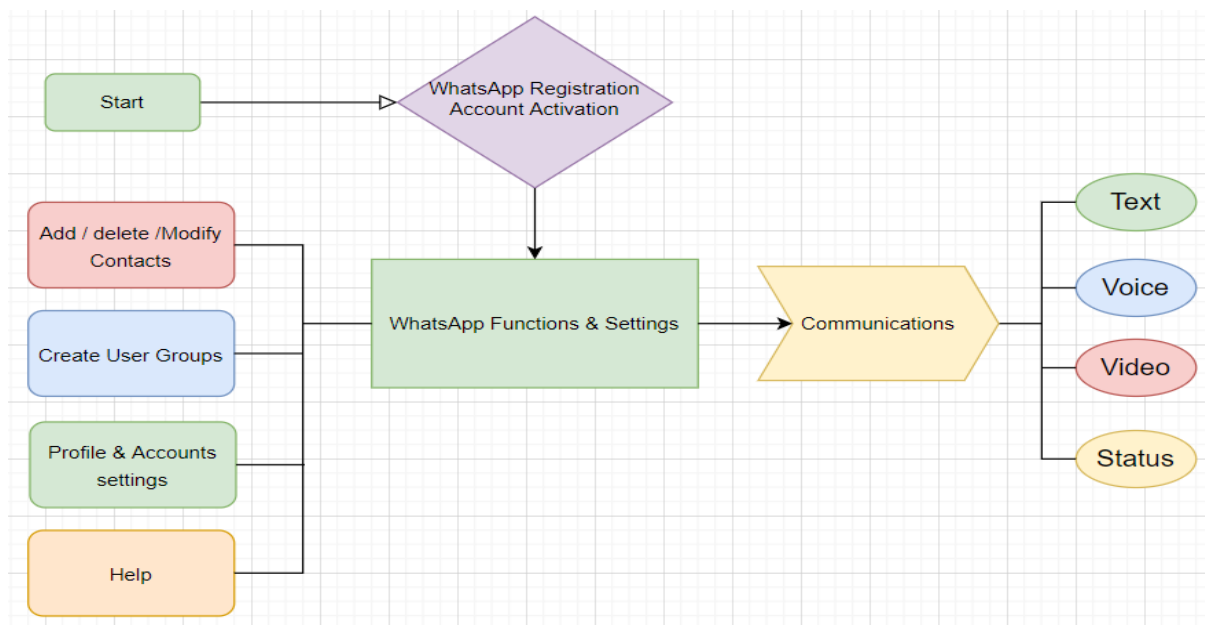 Start
WhatsApp Registration
Account Activation
Add / delete /Modify
Contacts
Create User Groups
Profile & Accounts
settings
Help
WhatsApp Functions & Settings
Communications
Text
Voice
Video
Status